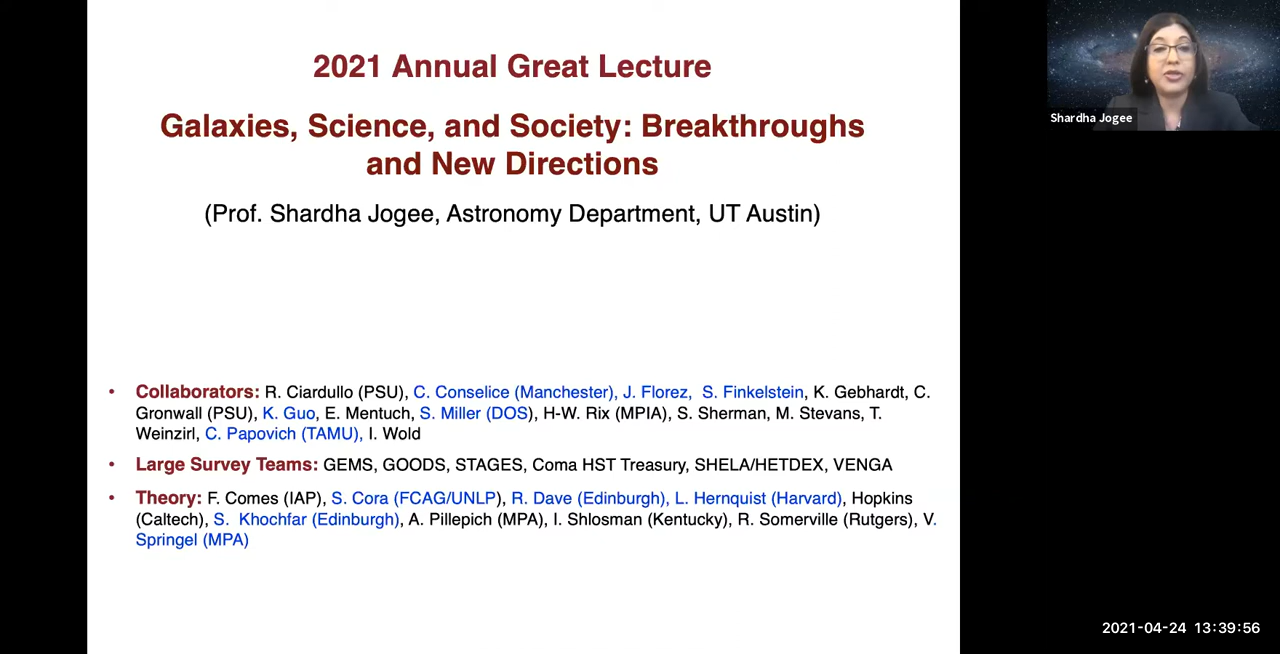 2021 Annual Great Lecture
Galaxies, Science, and Society: Breakthroughs
and New Directions
(Prof. Shardha Jogee, Astronomy Department, UT Austin)
• Collaborators: R. Ciardullo (PSU), C. Conselice (Manchester), J. Florez, S. Finkelstein, K. Gebhardt, C.
Gronwall (PSU), K. Guo, E. Mentuch, S. Miller (DOS), H-W. Rix (MPIA), S. Sherman, M. Stevans, T.
Weinzirl, C. Papovich (TAMU), I. Wold
• Large Survey Teams: GEMS, GOODS, STAGES, Coma HST Treasury, SHELA/HETDEX, VENGA
• Theory: F. Comes (IAP), S. Cora (FCAG/UNLP), R. Dave (Edinburgh), L. Hernquist (Harvard), Hopkins
(Caltech), S. Khochfar (Edinburgh), A. Pillepich (MPA), I. Shlosman (Kentucky), R. Somerville (Rutgers), V.
Springel (MPA)
Shardha Jogee
2021-04-24 13:39:56